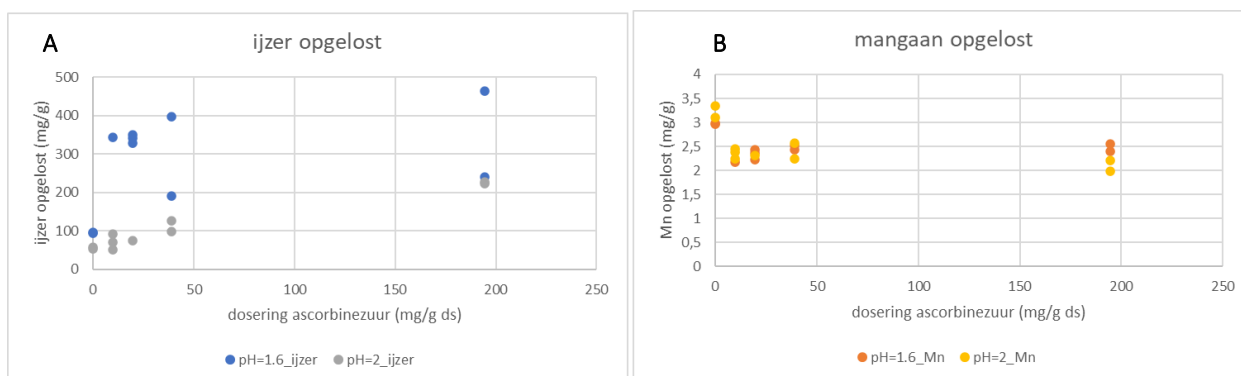 A
ijzer opgelost
ijzer opgelost (mg/g)
500
400
300
200
100
0
0 50 100 150 200 250
dosering ascorbinezuur (mg/g ds)
pH=1.6_ijzer pH=2_ijzer
B
mangaan opgelost
Mn opgelost (mg/g)
4
3,5
3
2,5
2
1,5
1
0,5
0
0 50 100 150 200 250
dosering ascorbinezuur (mg/g ds)
pH=1.6_Mn pH=2_Mn